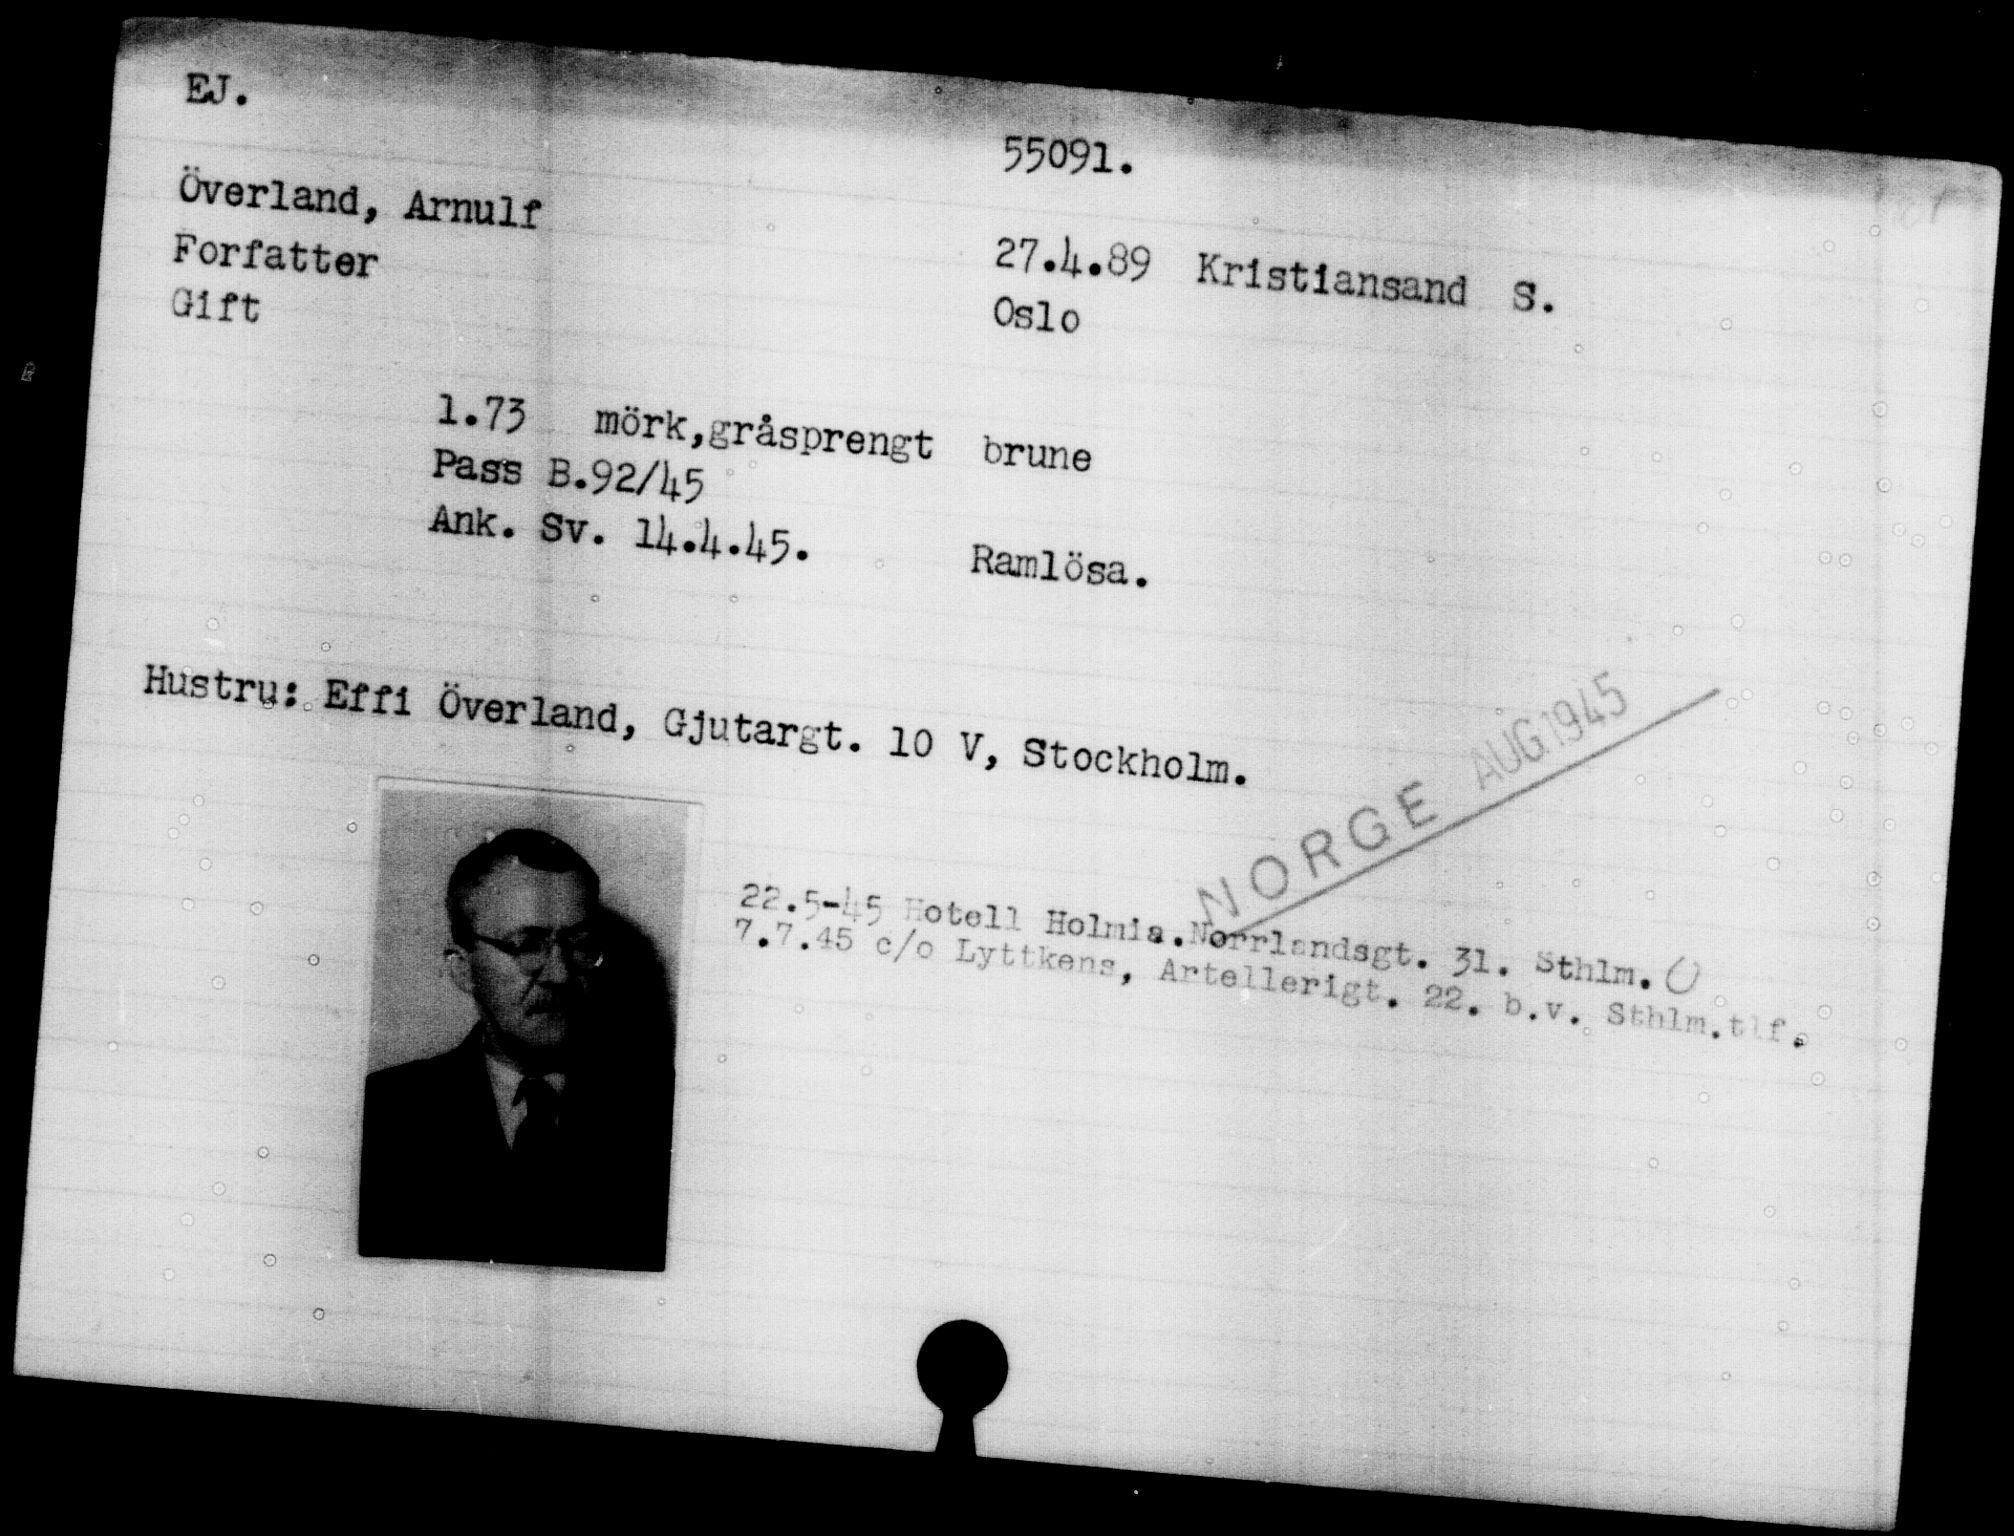 EJ.
55091.
Överland, Arnulf
27.4.89 Kristiansand S.
Forfatter
Oslo
Gift
1.73 mörk,gråsprengt brune
Pass B.92/45
Ank. Sv. 14.4.45. Ramlösa.
Hustru: Effi Överland, Gjutargt. 10 V, Stockholm.
NORGE AUG 1945
22.5-45 Hotell Holmia.Norrlandsgt. 31. Sthlm. U
7.7.45 c/o Lyttkens, Artellerigt. 22. b.v. Sthlm.tlf.